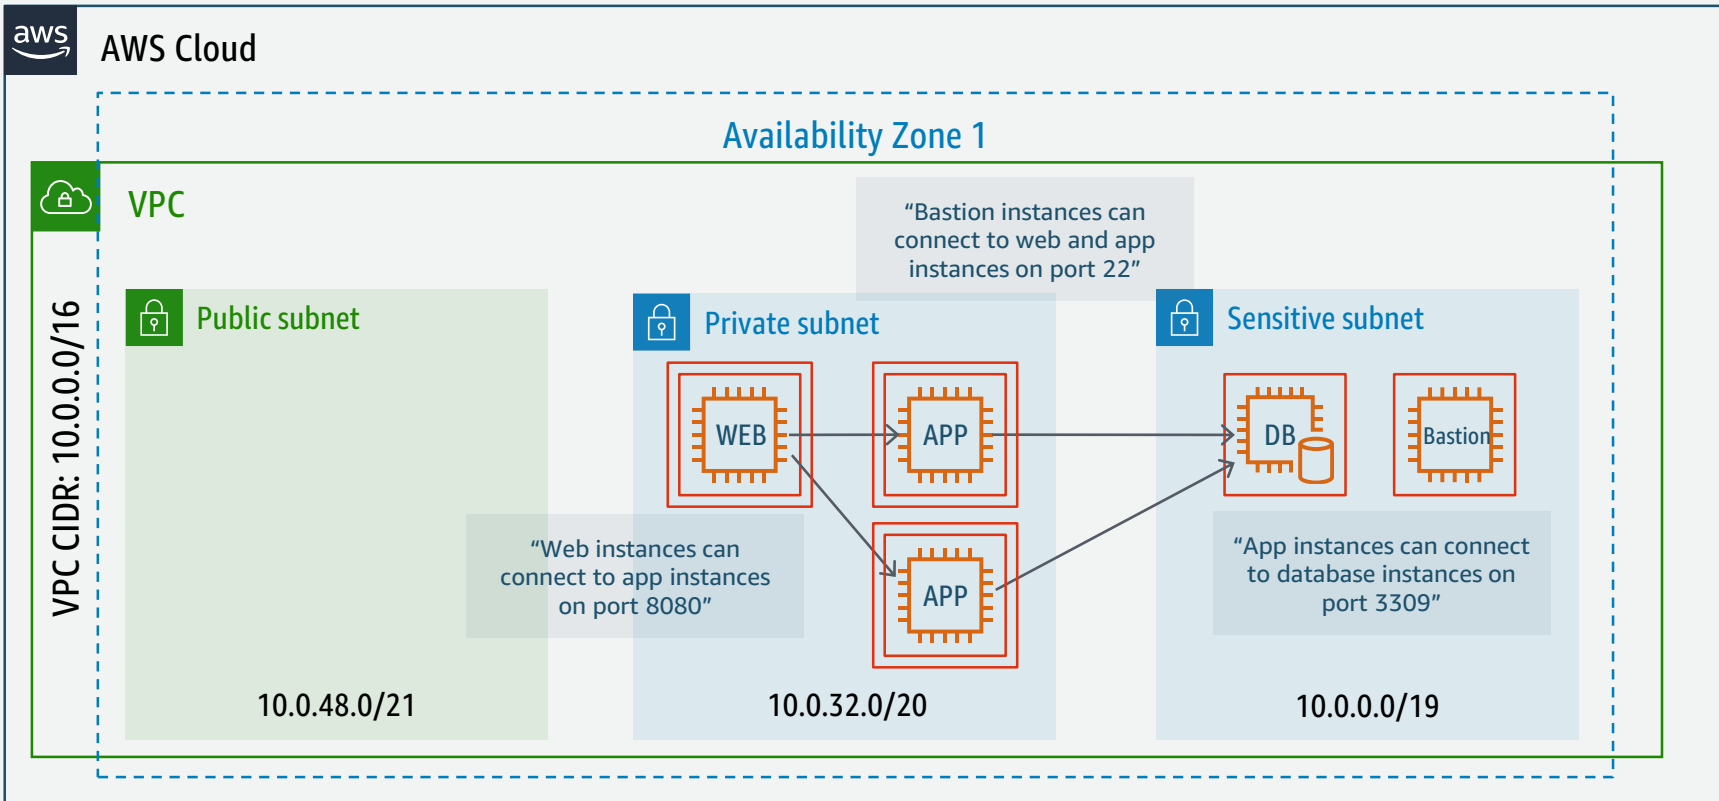 aws
AWS Cloud
Availability Zone 1
VPC
VPC CIDR: 10.0.0.0/16
“Bastion instances can
connect to web and app
instances on port 22”
Public subnet
10.0.48.0/21
Private subnet
WEB
APP
APP
“Web instances can
connect to app instances
on port 8080”
10.0.32.0/20
Sensitive subnet
DB
Bastion
“App instances can connect
to database instances on
port 3309”
10.0.0.0/19